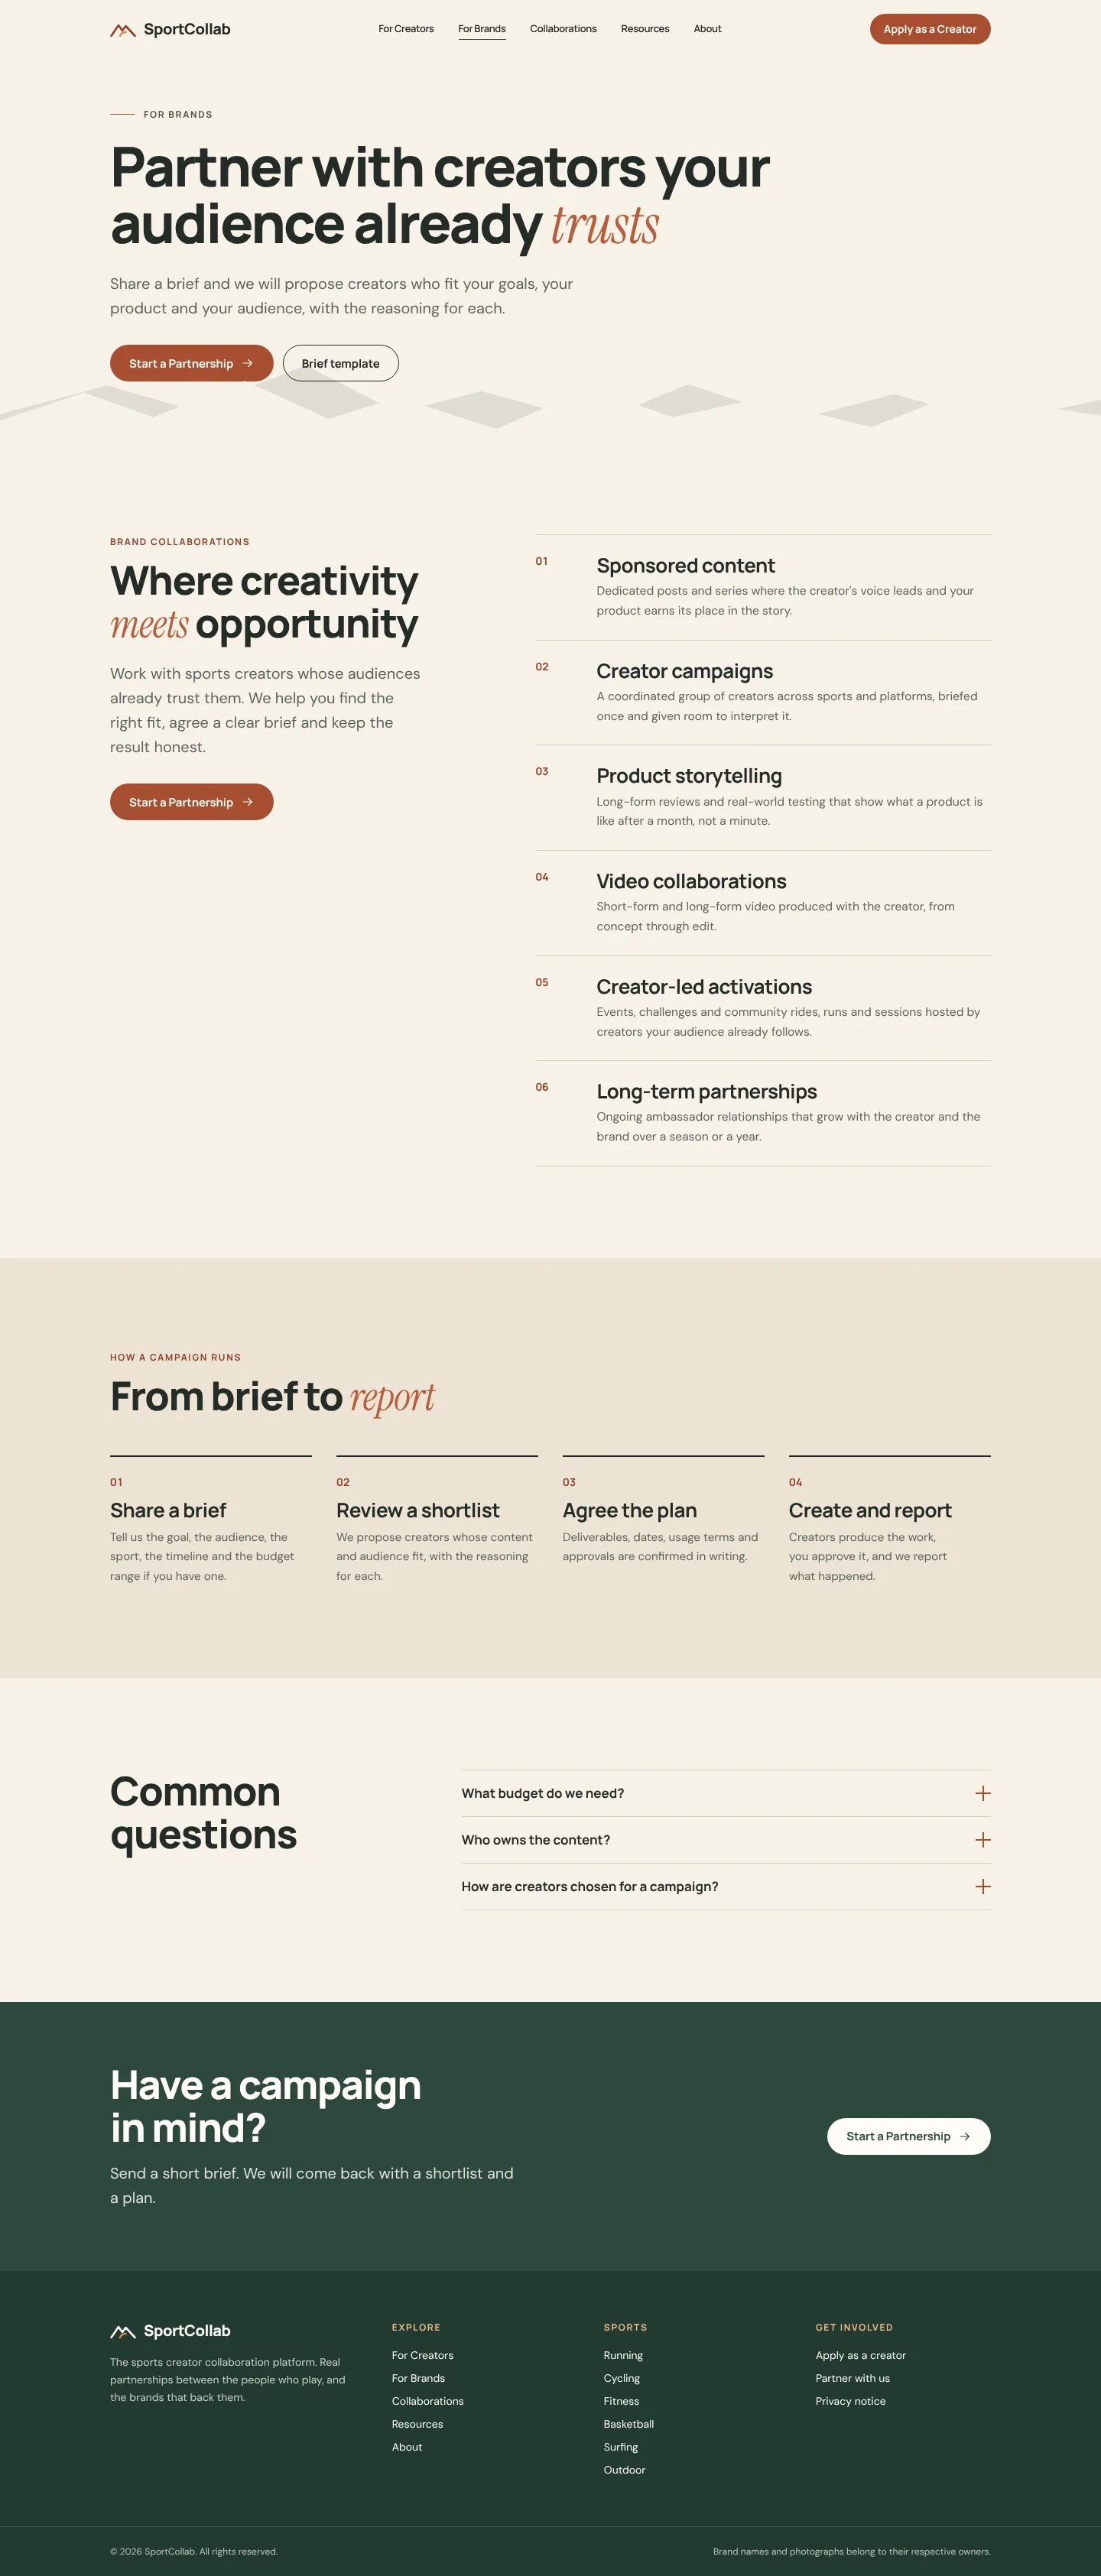 SportCollab
For Creators
For Brands
Collaborations
Resources
About
Apply as a Creator
FOR BRANDS
Partner with creators your
audience already trusts
Share a brief and we will propose creators who fit your goals, your
product and your audience, with the reasoning for each.
Start a Partnership
Brief template
BRAND COLLABORATIONS
Where creativity
meets opportunity
Work with sports creators whose audiences
already trust them. We help you find the
right fit, agree a clear brief and keep the
result honest.
Start a Partnership
01
Sponsored content
Dedicated posts and series where the creator's voice leads and your
product earns its place in the story.
02
Creator campaigns
A coordinated group of creators across sports and platforms, briefed
once and given room to interpret it.
03
Product storytelling
Long-form reviews and real-world testing that show what a product is
like after a month, not a minute.
04
Video collaborations
Short-form and long-form video produced with the creator, from
concept through edit.
05
Creator-led activations
Events, challenges and community rides, runs and sessions hosted by
creators your audience already follows.
06
Long-term partnerships
Ongoing ambassador relationships that grow with the creator and the
brand over a season or a year.
HOW A CAMPAIGN RUNS
From brief to report
01
Share a brief
Tell us the goal, the audience, the
sport, the timeline and the budget
range if you have one.
02
Review a shortlist
We propose creators whose content
and audience fit, with the reasoning
for each.
03
Agree the plan
Deliverables, dates, usage terms and
approvals are confirmed in writing.
04
Create and report
Creators produce the work,
you approve it, and we report
what happened.
Common
questions
What budget do we need?
Who owns the content?
How are creators chosen for a campaign?
Have a campaign
in mind?
Send a short brief. We will come back with a shortlist and
a plan.
Start a Partnership
SportCollab
The sports creator collaboration platform. Real
partnerships between the people who play, and
the brands that back them.
EXPLORE
For Creators
For Brands
Collaborations
Resources
About
SPORTS
Running
Cycling
Fitness
Basketball
Surfing
Outdoor
GET INVOLVED
Apply as a creator
Partner with us
Privacy notice
© 2026 SportCollab. All rights reserved.
Brand names and photographs belong to their respective owners.